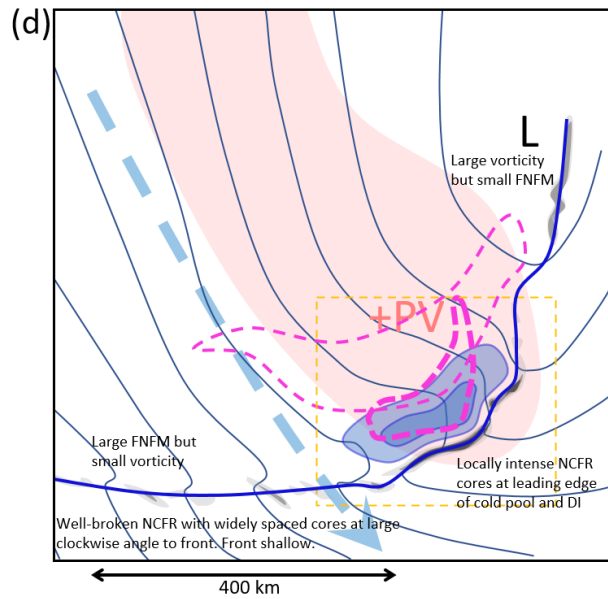 (d)
L
Large vorticity
but small FNFM
+PV
Large FNFM but
small vorticity
Locally intense NCFR
cores at leading edge
of cold pool and DI
Well-broken NCFR with widely spaced cores at large
clockwise angle to front. Front shallow.
400 km